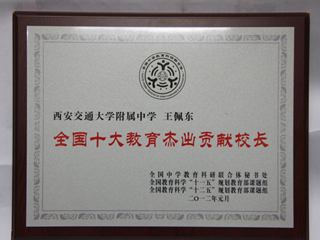 西安交通大学附属中学 王佩东
全国十大教育杰出贡献校长
全国中学教育科研联合体秘书处
全国教育科学“十一五”规划教育部课题组
全国教育科学“十二五”规划教育部课题组
二〇一二年元月